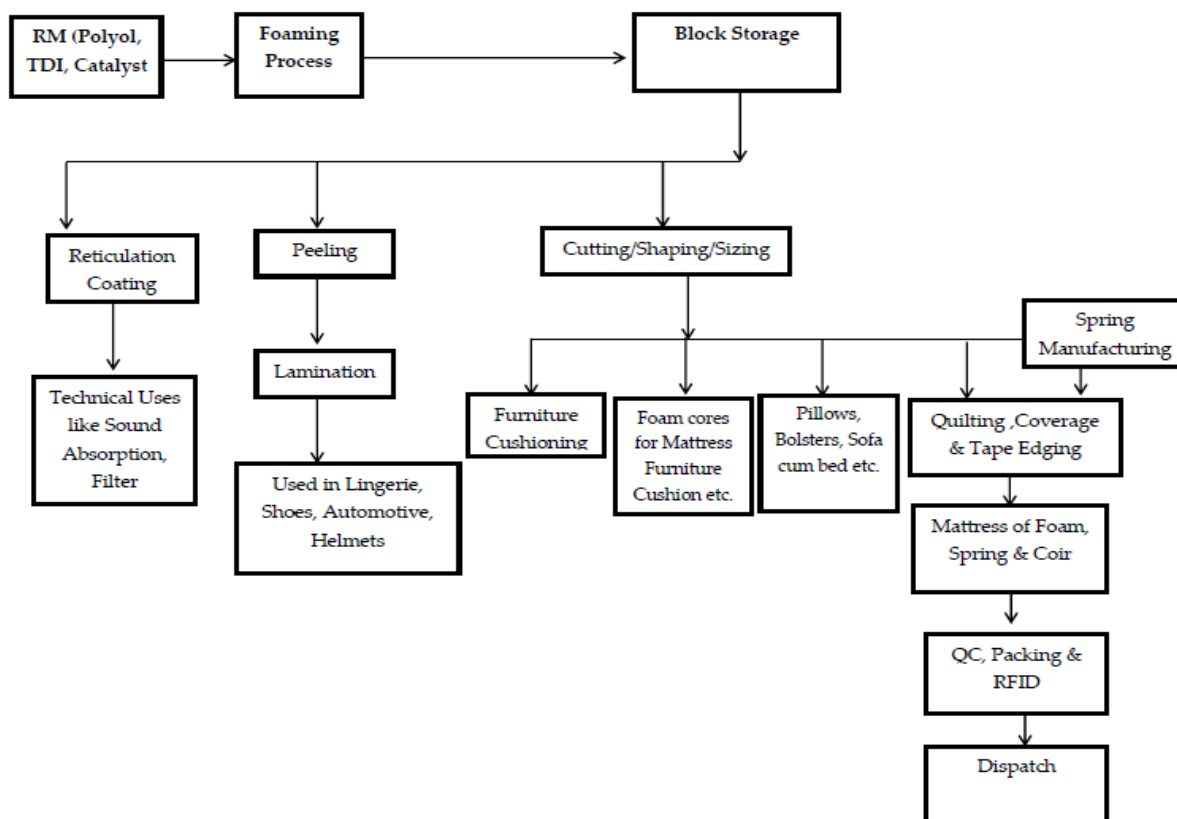 RM (Polyol,
TDI, Catalyst
Foaming
Process
Block Storage
Reticulation
Coating
Peeling
Cutting/Shaping/Sizing
Spring
Manufacturing
Technical Uses
like Sound
Absorption,
Filter
Lamination
Used in Lingerie,
Shoes, Automotive,
Helmets
Furniture
Cushioning
Foam cores
for Mattress
Furniture
Cushion etc.
Pillows,
Bolsters, Sofa
cum bed etc.
Quilting ,Coverage
& Tape Edging
Mattress of Foam,
Spring & Coir
QC, Packing &
RFID
Dispatch